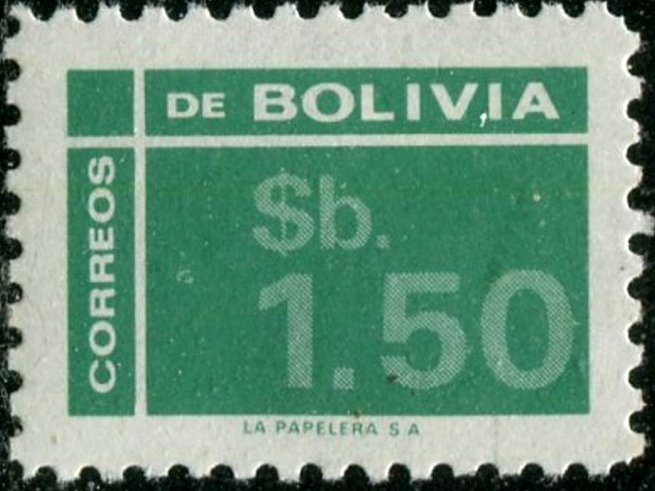 CORREOS
DE BOLIVIA
$b.
1.50
LA PAPELERA S A